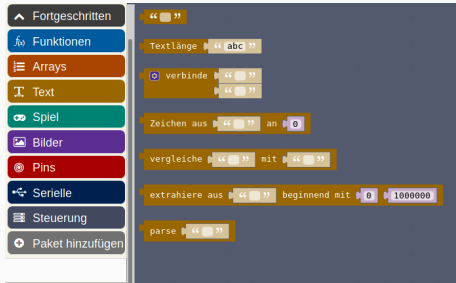 Fortgeschritten
f(x) Funktionen
Arrays
T Text
Spiel
Bilder
Pins
Serielle
Steuerung
Paket hinzufügen
“ ”
Textlänge “ abc ”
verbinde “ ”
“ ”
Zeichen aus “ ” an 0
vergleiche “ ” mit “ ”
extrahiere aus “ ” beginnend mit 0 1000000
parse “ ”